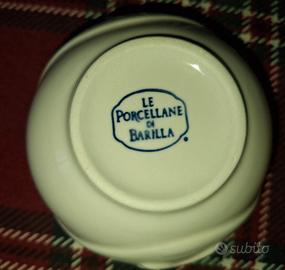 LE
PORCELLANE
DI
BARILLA
subito